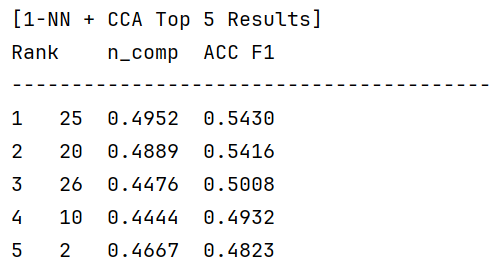 [1-NN + CCA Top 5 Results]
Rank    n_comp  ACC F1
----------------------------------------
1   25  0.4952  0.5430
2   20  0.4889  0.5416
3   26  0.4476  0.5008
4   10  0.4444  0.4932
5   2   0.4667  0.4823